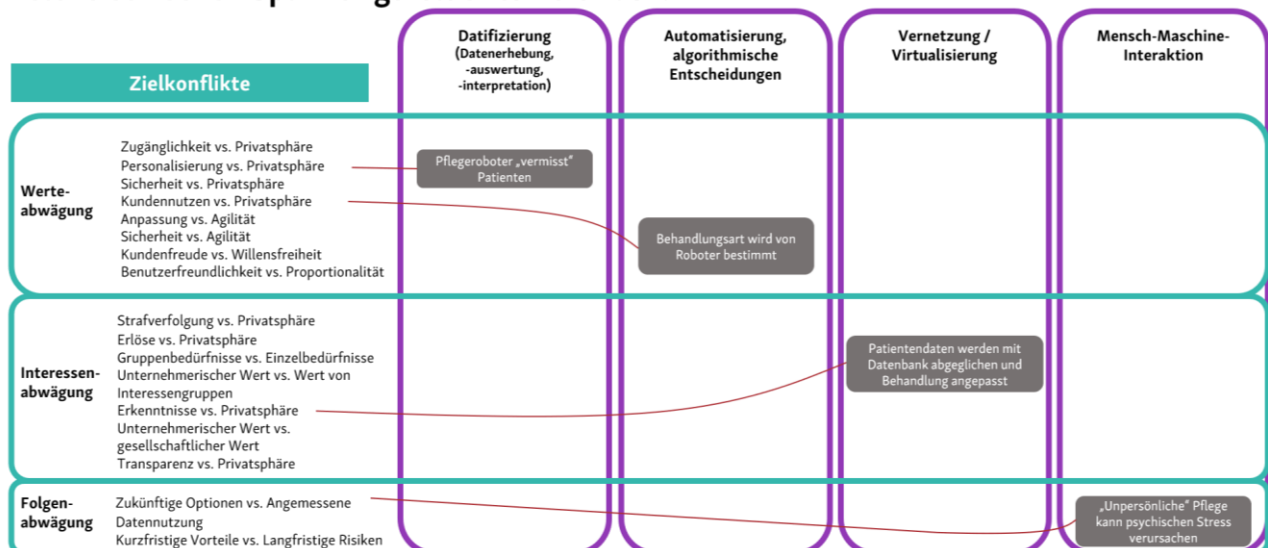 Datifizierung
(Datenerhebung,
-auswertung,
-interpretation)
Automatisierung,
algorithmische
Entscheidungen
Vernetzung /
Virtualisierung
Mensch-Maschine-
Interaktion
Zielkonflikte
Werte-
abwägung
Zugänglichkeit vs. Privatsphäre
Personalisierung vs. Privatsphäre
Sicherheit vs. Privatsphäre
Kundennutzen vs. Privatsphäre
Anpassung vs. Agilität
Sicherheit vs. Agilität
Kundenfreude vs. Willensfreiheit
Benutzerfreundlichkeit vs. Proportionalität
Pflegeroboter „vermisst“
Patienten
Behandlungsart wird von
Roboter bestimmt
Interessen-
abwägung
Strafverfolgung vs. Privatsphäre
Erlöse vs. Privatsphäre
Gruppenbedürfnisse vs. Einzelbedürfnisse
Unternehmerischer Wert vs. Wert von
Interessengruppen
Erkenntnisse vs. Privatsphäre
Unternehmerischer Wert vs.
gesellschaftlicher Wert
Transparenz vs. Privatsphäre
Patientendaten werden mit
Datenbank abgeglichen und
Behandlung angepasst
Folgen-
abwägung
Zukünftige Optionen vs. Angemessene
Datennutzung
Kurzfristige Vorteile vs. Langfristige Risiken
„Unpersönliche“ Pflege
kann psychischen Stress
verursachen